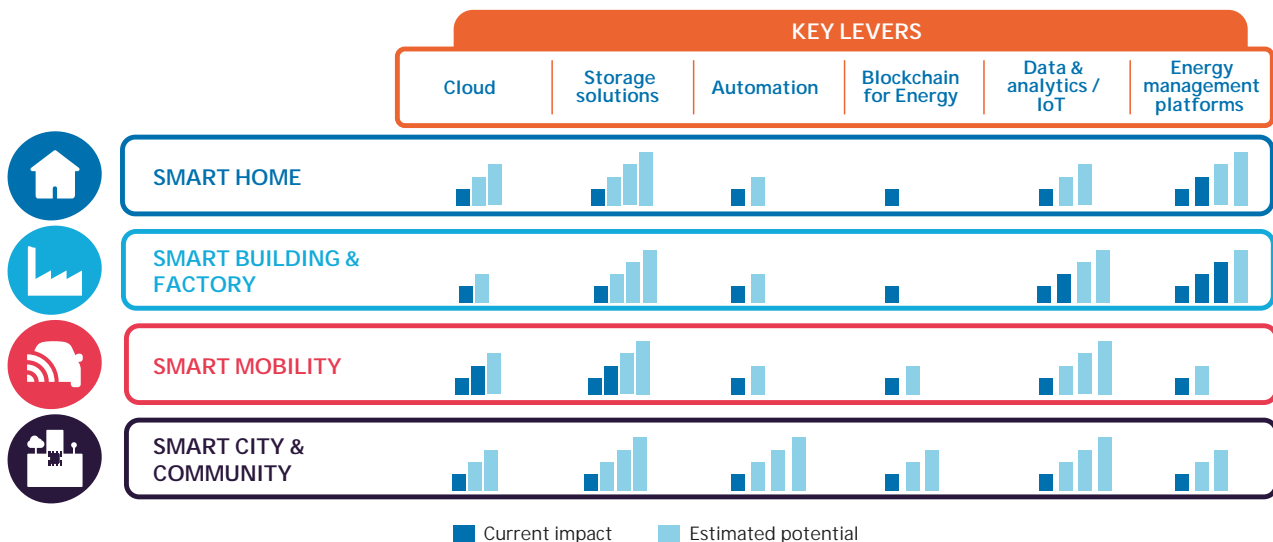 KEY LEVERS
Cloud
Storage
solutions
Automation
Blockchain
for Energy
Data &
analytics /
IoT
Energy
management
platforms
SMART HOME
SMART BUILDING &
FACTORY
SMART MOBILITY
SMART CITY &
COMMUNITY
Current impact
Estimated potential